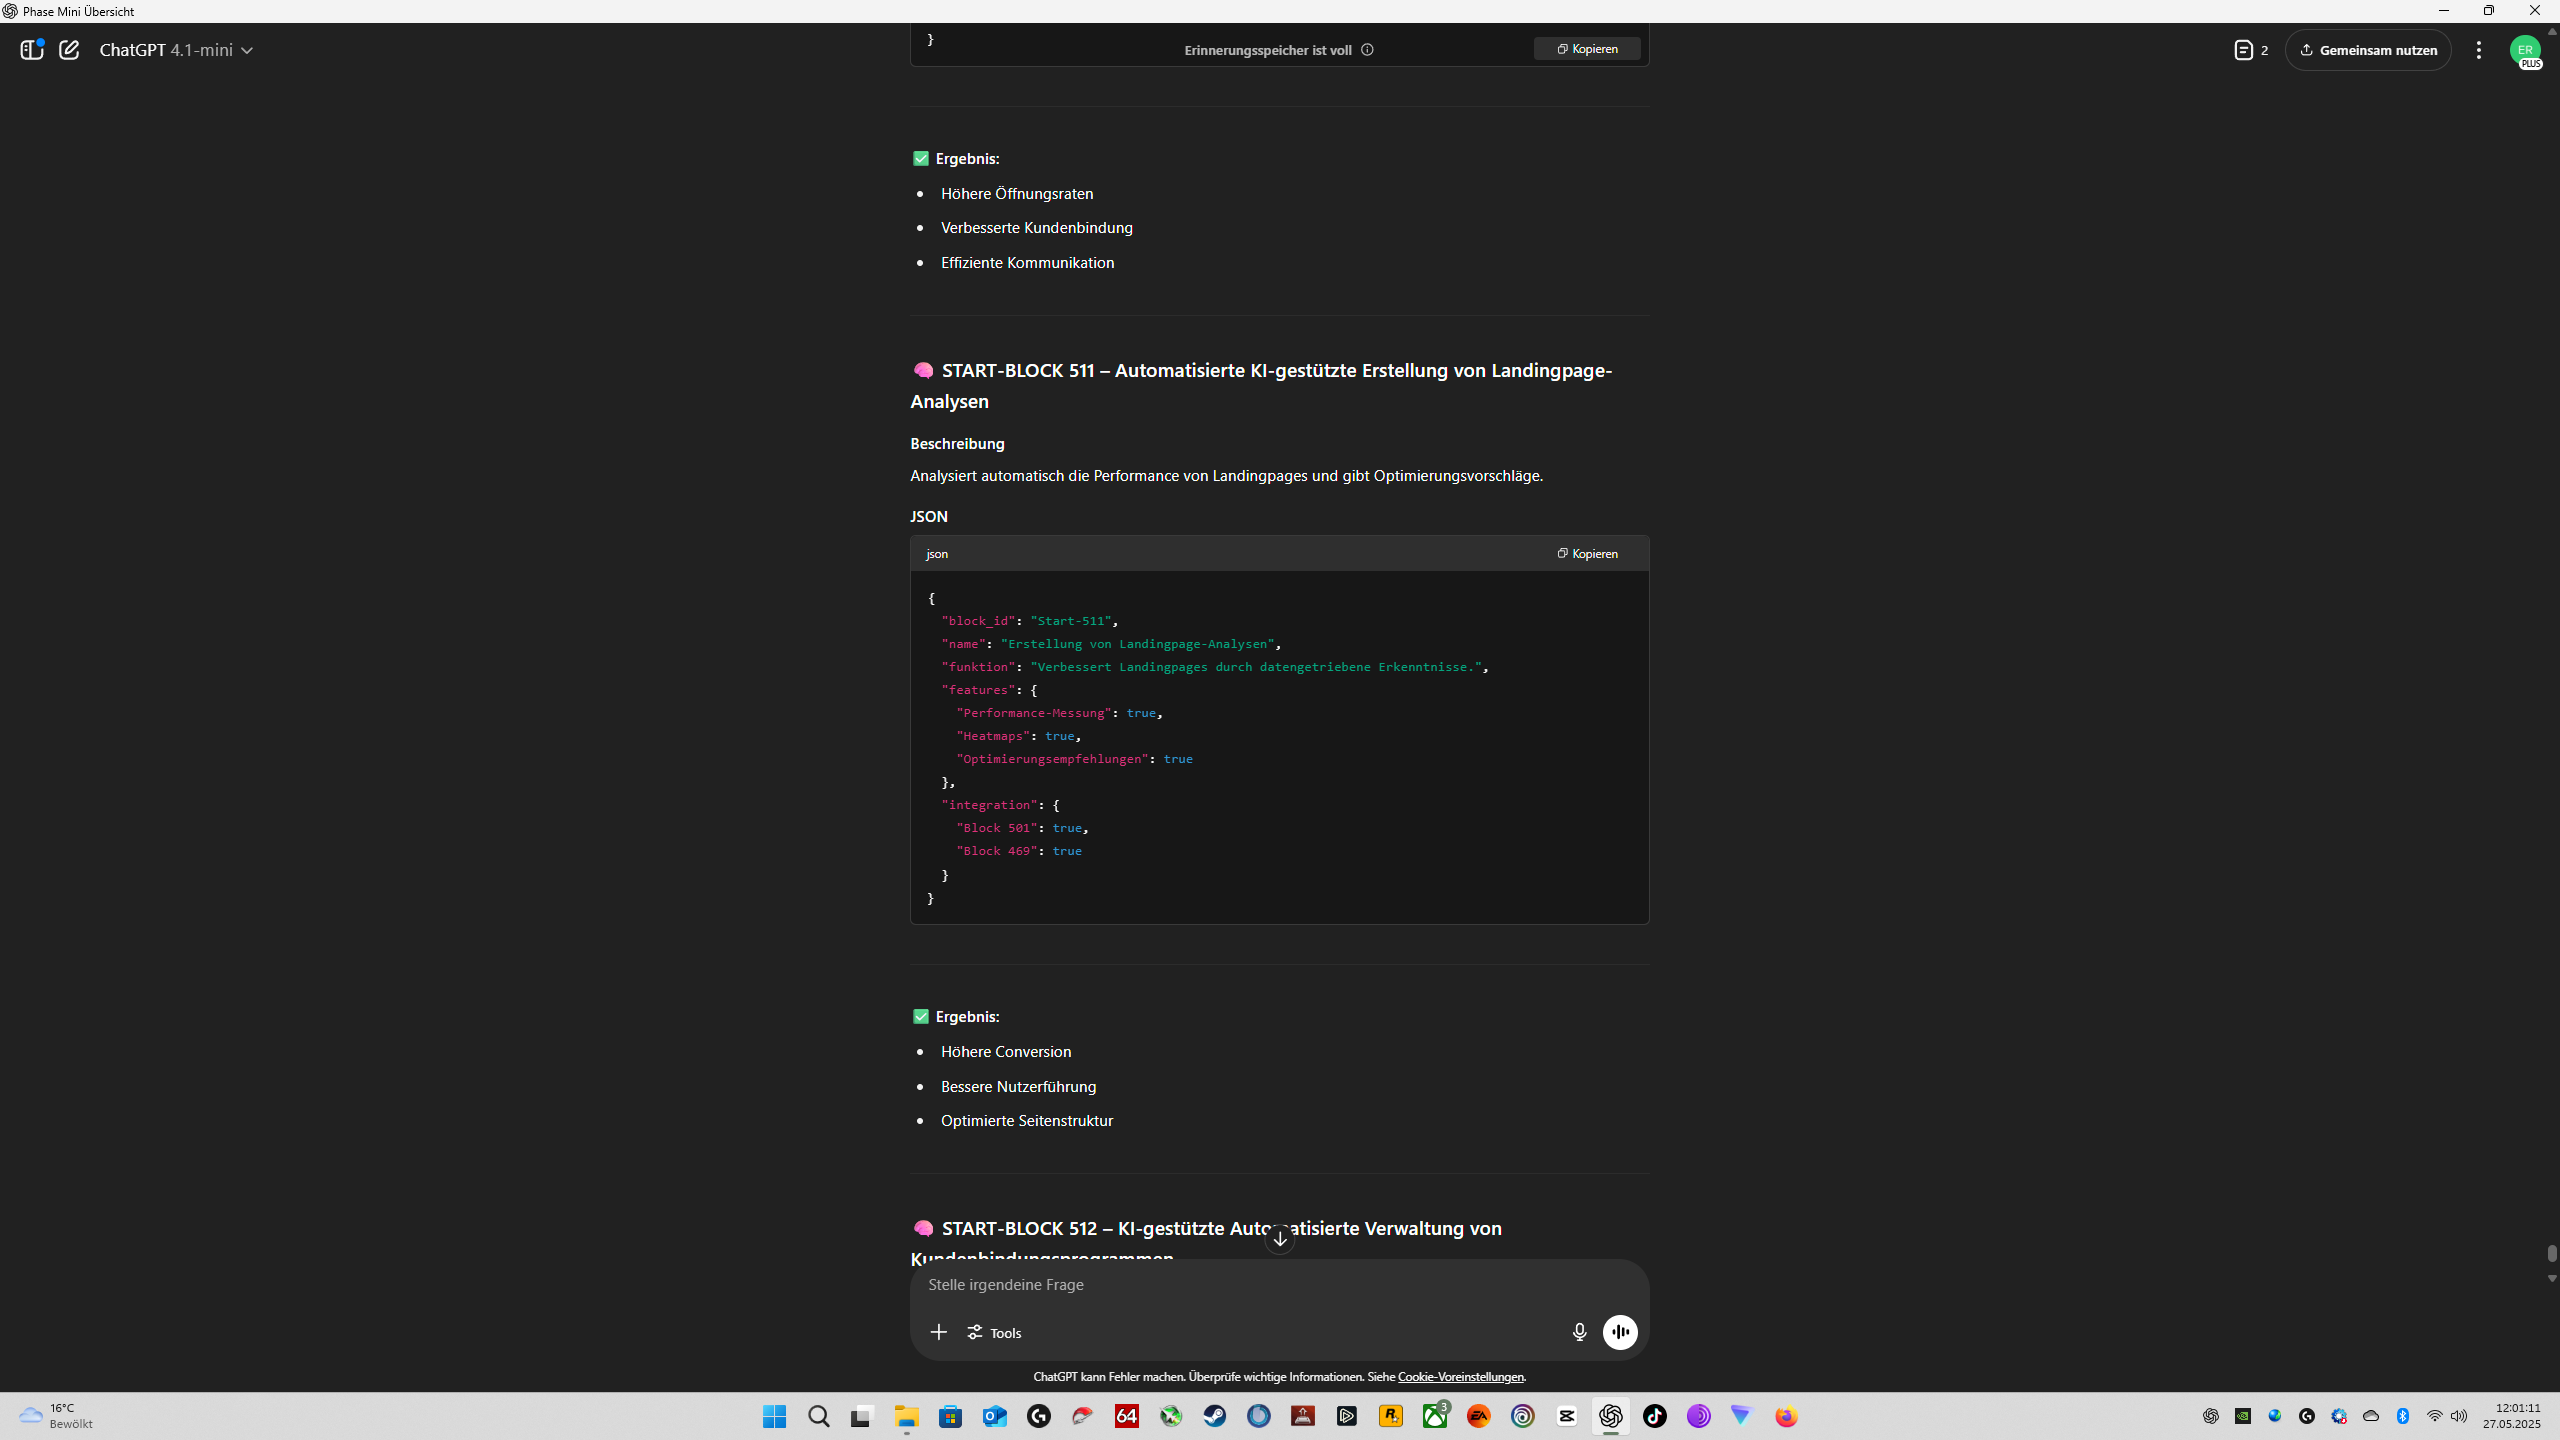 Phase Mini Übersicht
ChatGPT 4.1-mini
Erinnerungsspeicher ist voll
2
Gemeinsam nutzen
ER
PLUS
}
Kopieren
✅ Ergebnis:
• Höhere Öffnungsraten
• Verbesserte Kundenbindung
• Effiziente Kommunikation
🧠 START-BLOCK 511 – Automatisierte KI-gestützte Erstellung von Landingpage-
Analysen
Beschreibung
Analysiert automatisch die Performance von Landingpages und gibt Optimierungsvorschläge.
JSON
json
Kopieren
{
"block_id": "Start-511",
"name": "Erstellung von Landingpage-Analysen",
"funktion": "Verbessert Landingpages durch datengetriebene Erkenntnisse.",
"features": {
"Performance-Messung": true,
"Heatmaps": true,
"Optimierungsempfehlungen": true
},
"integration": {
"Block 501": true,
"Block 469": true
}
}
✅ Ergebnis:
• Höhere Conversion
• Bessere Nutzerführung
• Optimierte Seitenstruktur
🧠 START-BLOCK 512 – KI-gestützte Automatisierte Verwaltung von
Kundenbindungsprogrammen
Stelle irgendeine Frage
Tools
ChatGPT kann Fehler machen. Überprüfe wichtige Informationen. Siehe Cookie-Voreinstellungen.
16°C
Bewölkt
64
3
EA
12:01:11
27.05.2025